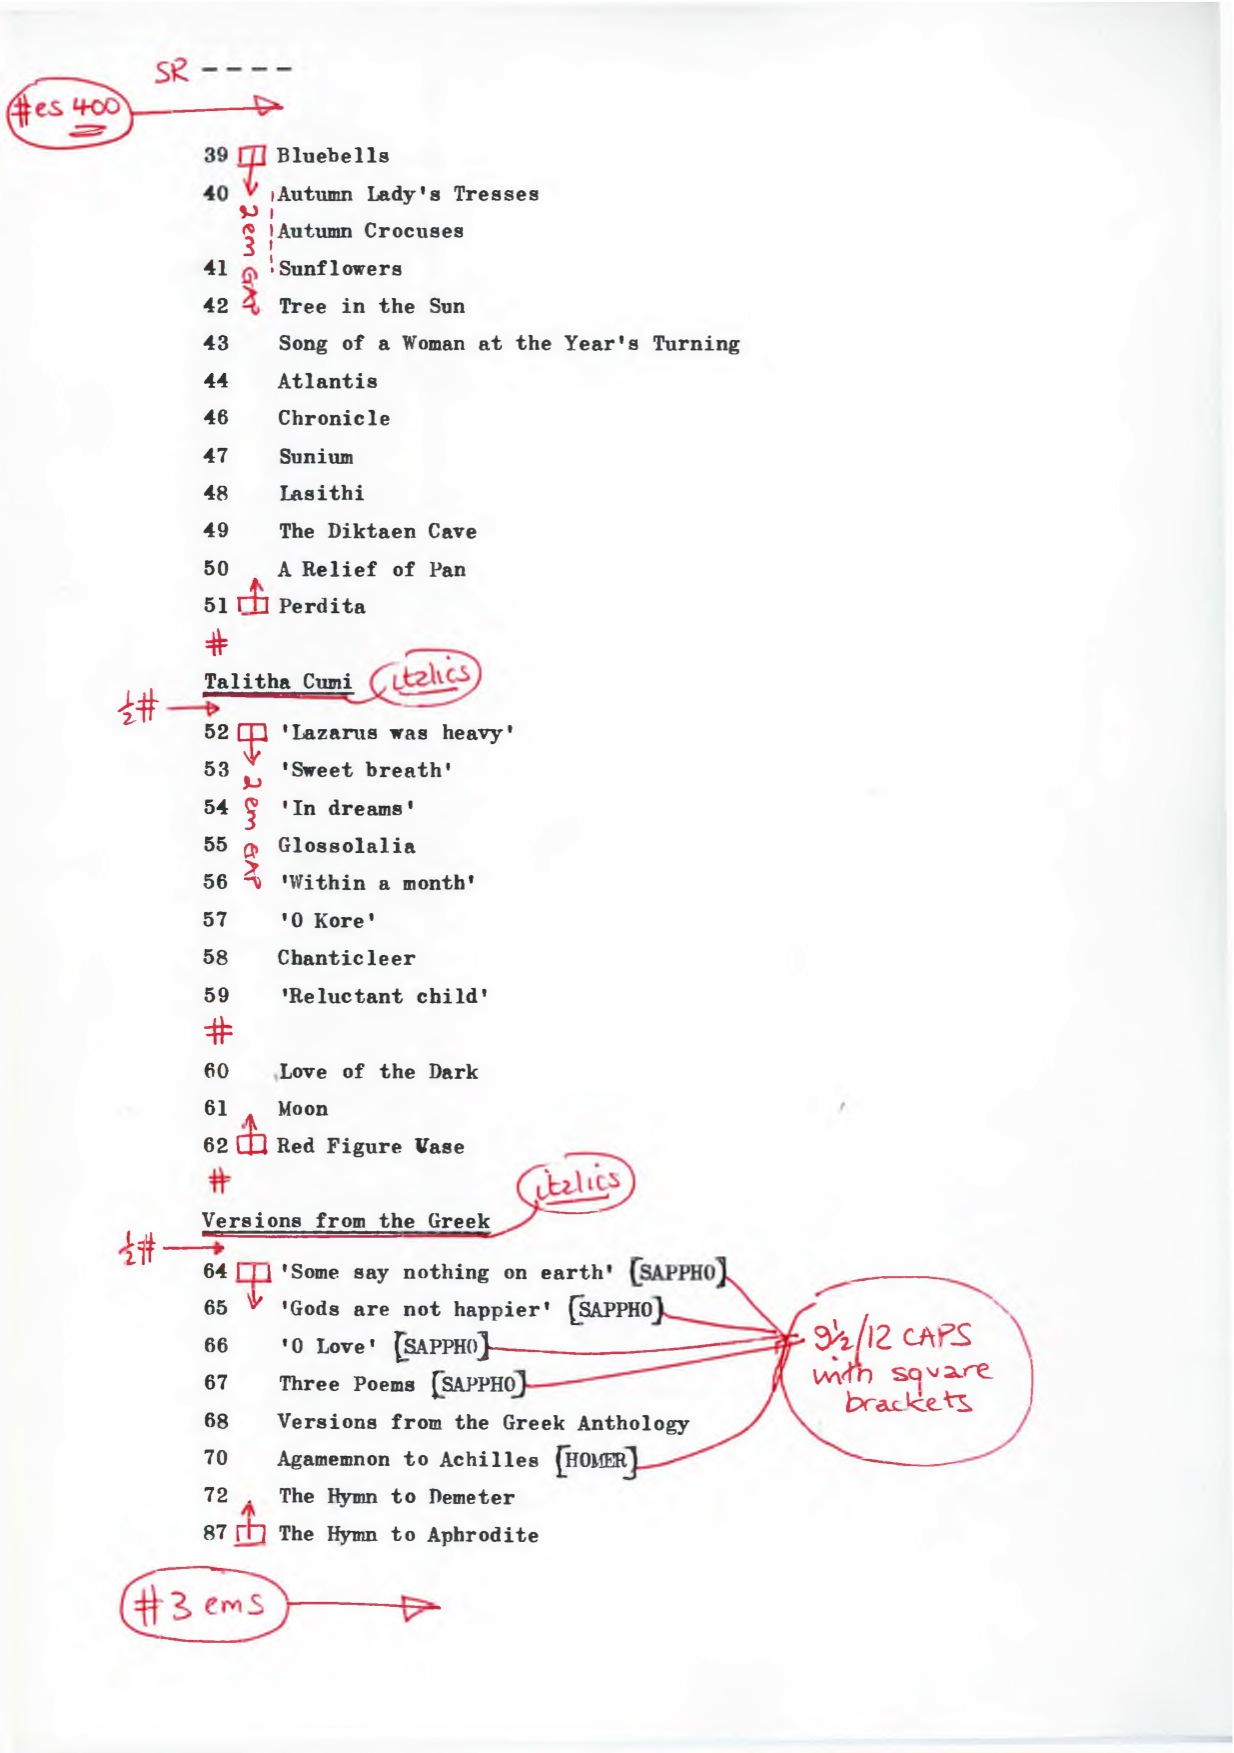 SR ----
#es 400
39 Bluebells
40 Autumn Lady's Tresses
Autumn Crocuses
41 Sunflowers
42 Tree in the Sun
2 em GAP
43 Song of a Woman at the Year's Turning
44 Atlantis
46 Chronicle
47 Sunium
48 Lasithi
49 The Diktaen Cave
50 A Relief of Pan
51 Perdita
#
Talitha Cumi italics
½#
52 'Lazarus was heavy'
53 'Sweet breath'
54 'In dreams'
55 Glossolalia
56 'Within a month'
2 em GAP
57 'O Kore'
58 Chanticleer
59 'Reluctant child'
#
60 Love of the Dark
61 Moon
62 Red Figure Vase
#
italics
Versions from the Greek
½#
64 'Some say nothing on earth' [SAPPHO]
65 'Gods are not happier' [SAPPHO]
66 'O Love' [SAPPHO]
67 Three Poems [SAPPHO]
9½/12 CAPS
with square
brackets
68 Versions from the Greek Anthology
70 Agamemnon to Achilles [HOMER]
72 The Hymn to Demeter
87 The Hymn to Aphrodite
#3 ems